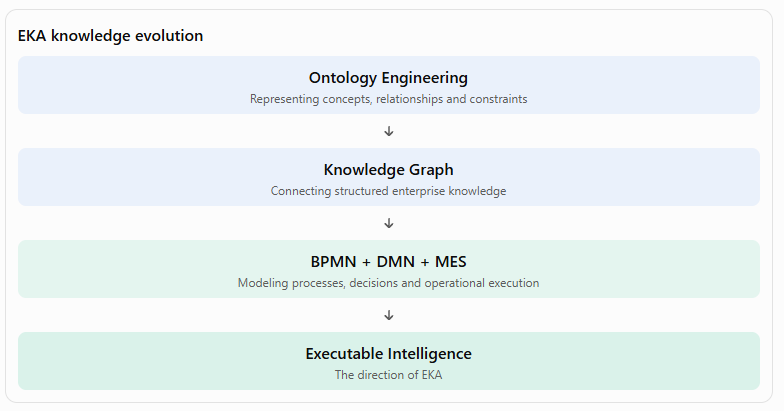 EKA knowledge evolution
Ontology Engineering
Representing concepts, relationships and constraints
↓
Knowledge Graph
Connecting structured enterprise knowledge
↓
BPMN + DMN + MES
Modeling processes, decisions and operational execution
↓
Executable Intelligence
The direction of EKA